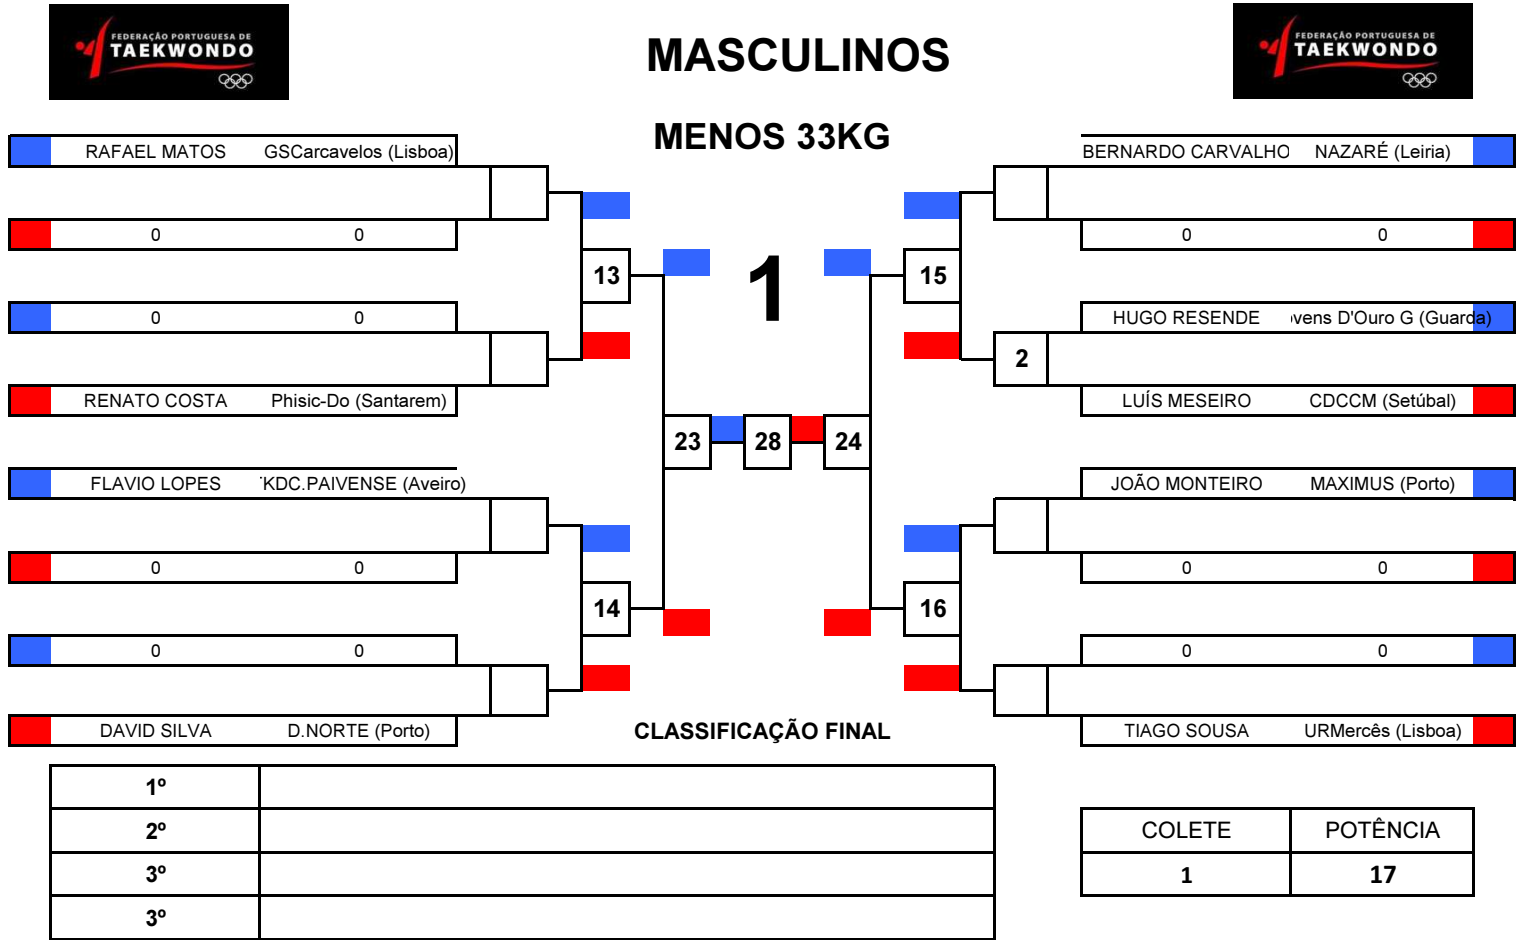 FEDERAÇÃO PORTUGUESA DE
TAEKWONDO
MASCULINOS
FEDERAÇÃO PORTUGUESA DE
TAEKWONDO
MENOS 33KG
RAFAEL MATOS GSCarcavelos (Lisboa)
BERNARDO CARVALHO NAZARÉ (Leiria)
0 0
0 0
13
1
15
0 0
HUGO RESENDE ovens D'Ouro G (Guarda)
2
RENATO COSTA Phisic-Do (Santarem)
LUÍS MESEIRO CDCCM (Setúbal)
23 28 24
FLAVIO LOPES KDC.PAIVENSE (Aveiro)
JOÃO MONTEIRO MAXIMUS (Porto)
0 0
0 0
14
16
0 0
0 0
DAVID SILVA D.NORTE (Porto)
CLASSIFICAÇÃO FINAL
TIAGO SOUSA URMercês (Lisboa)
1º
2º
3º
3º
COLETE POTÊNCIA
1 17